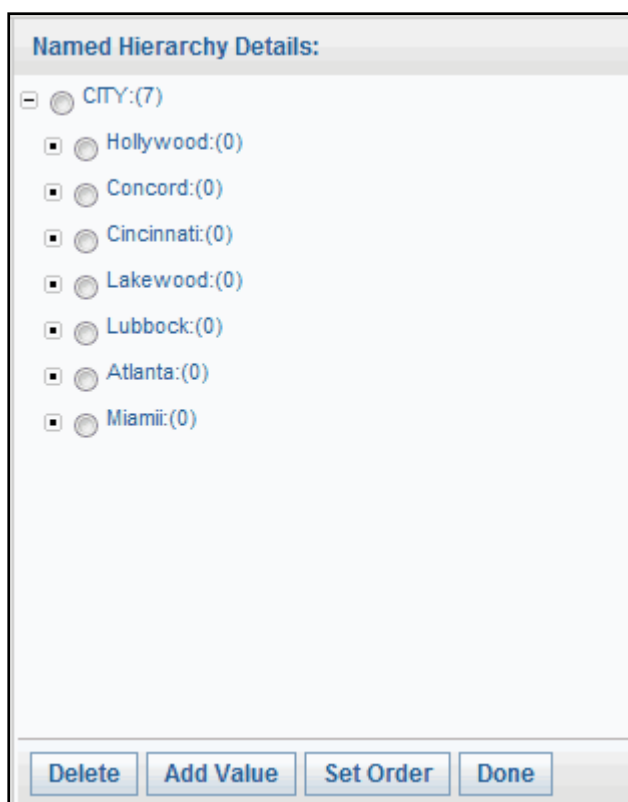 Named Hierarchy Details:
CITY:(7)
Hollywood:(0)
Concord:(0)
Cincinnati:(0)
Lakewood:(0)
Lubbock:(0)
Atlanta:(0)
Miamii:(0)
Delete Add Value Set Order Done